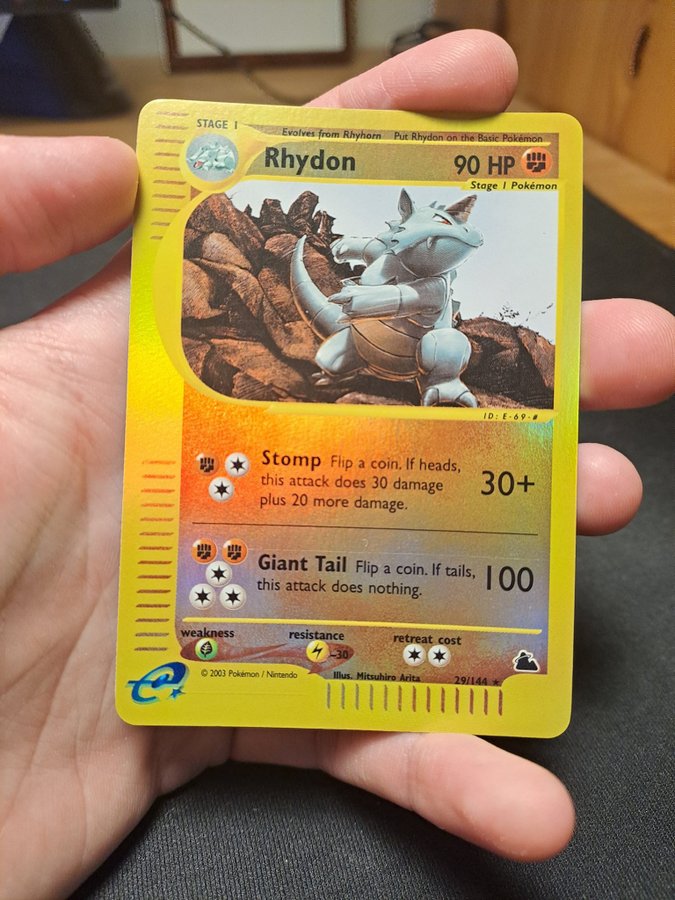 STAGE 1
Evolves from Rhyhorn Put Rhydon on the Basic Pokémon
Rhydon 90 HP
Stage 1 Pokémon
ID: E-69-#
Stomp Flip a coin. If heads,
this attack does 30 damage
plus 20 more damage.
30+
Giant Tail Flip a coin. If tails,
this attack does nothing.
100
weakness resistance retreat cost
-30
© 2003 Pokémon / Nintendo
Illus. Mitsuhiro Arita
29/144 ★
e